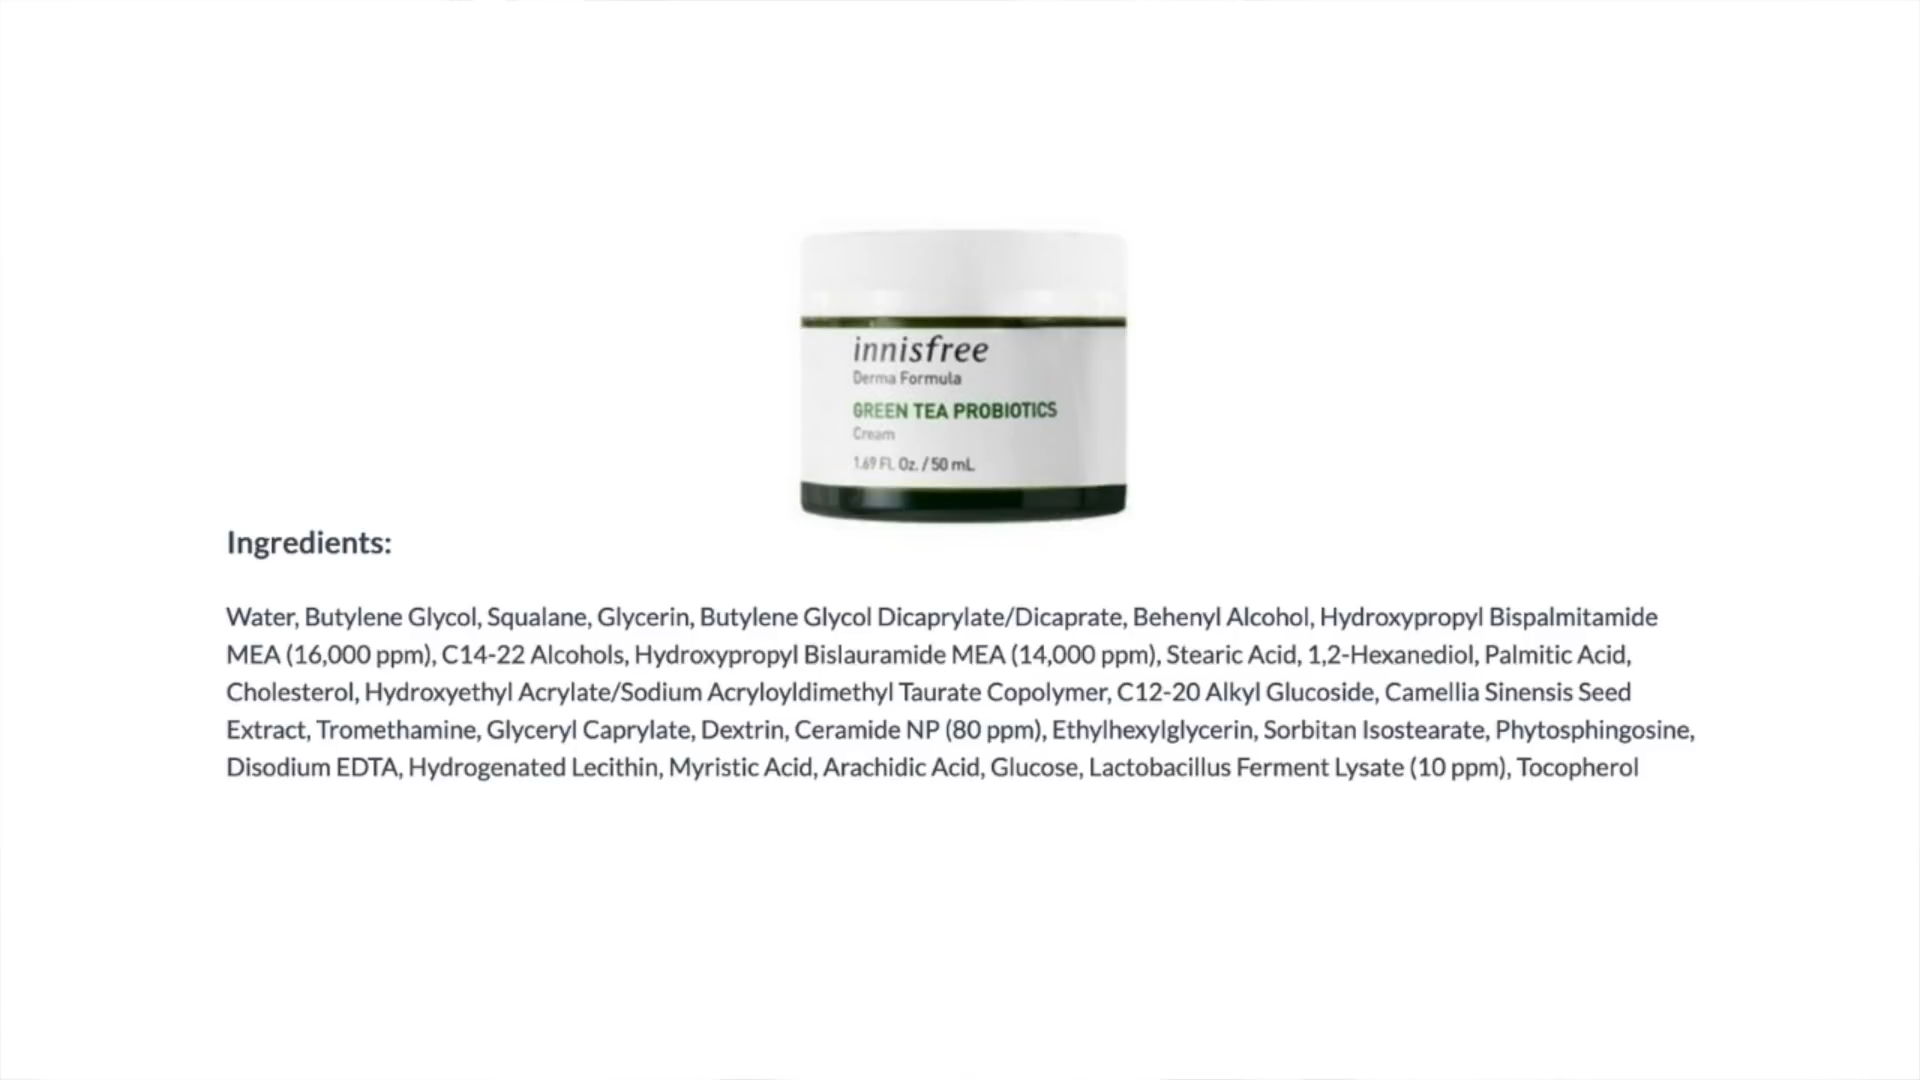 innisfree
Derma Formula
GREEN TEA PROBIOTICS
Cream
1.69 FL Oz. / 50 mL
Ingredients:
Water, Butylene Glycol, Squalane, Glycerin, Butylene Glycol Dicaprylate/Dicaprate, Behenyl Alcohol, Hydroxypropyl Bispalmitamide
MEA (16,000 ppm), C14-22 Alcohols, Hydroxypropyl Bislauramide MEA (14,000 ppm), Stearic Acid, 1,2-Hexanediol, Palmitic Acid,
Cholesterol, Hydroxyethyl Acrylate/Sodium Acryloyldimethyl Taurate Copolymer, C12-20 Alkyl Glucoside, Camellia Sinensis Seed
Extract, Tromethamine, Glyceryl Caprylate, Dextrin, Ceramide NP (80 ppm), Ethylhexylglycerin, Sorbitan Isostearate, Phytosphingosine,
Disodium EDTA, Hydrogenated Lecithin, Myristic Acid, Arachidic Acid, Glucose, Lactobacillus Ferment Lysate (10 ppm), Tocopherol